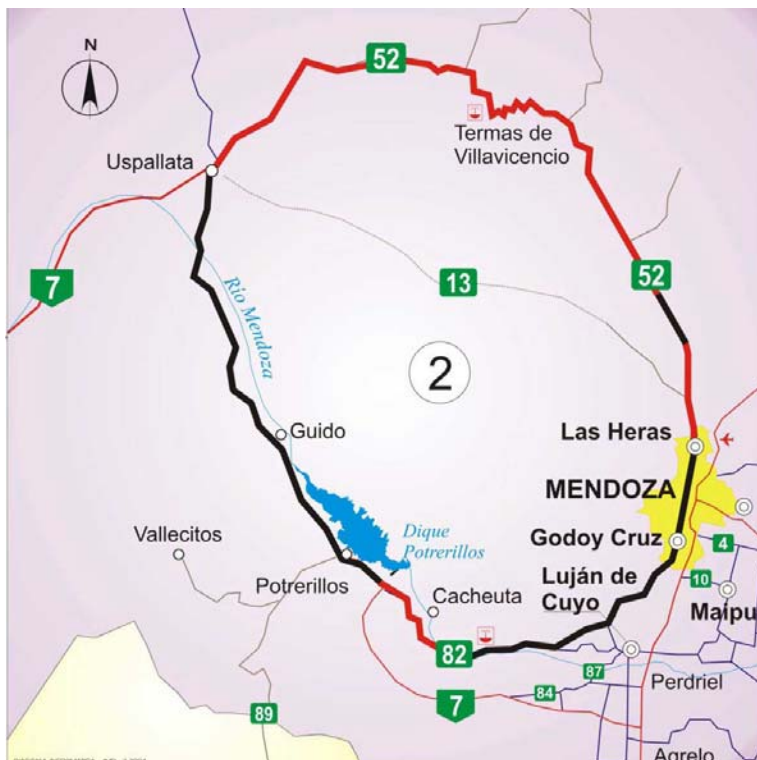 N
52
Termas de
Villavicencio
Uspallata
7
52
13
Rio Mendoza
2
Guido
Las Heras
MENDOZA
Vallecitos
Dique
Potrerillos
Godoy Cruz
4
Potrerillos
Luján de
Cuyo
10
Cacheuta
Maipu
82
87
Perdriel
84
7
89
Agrelo